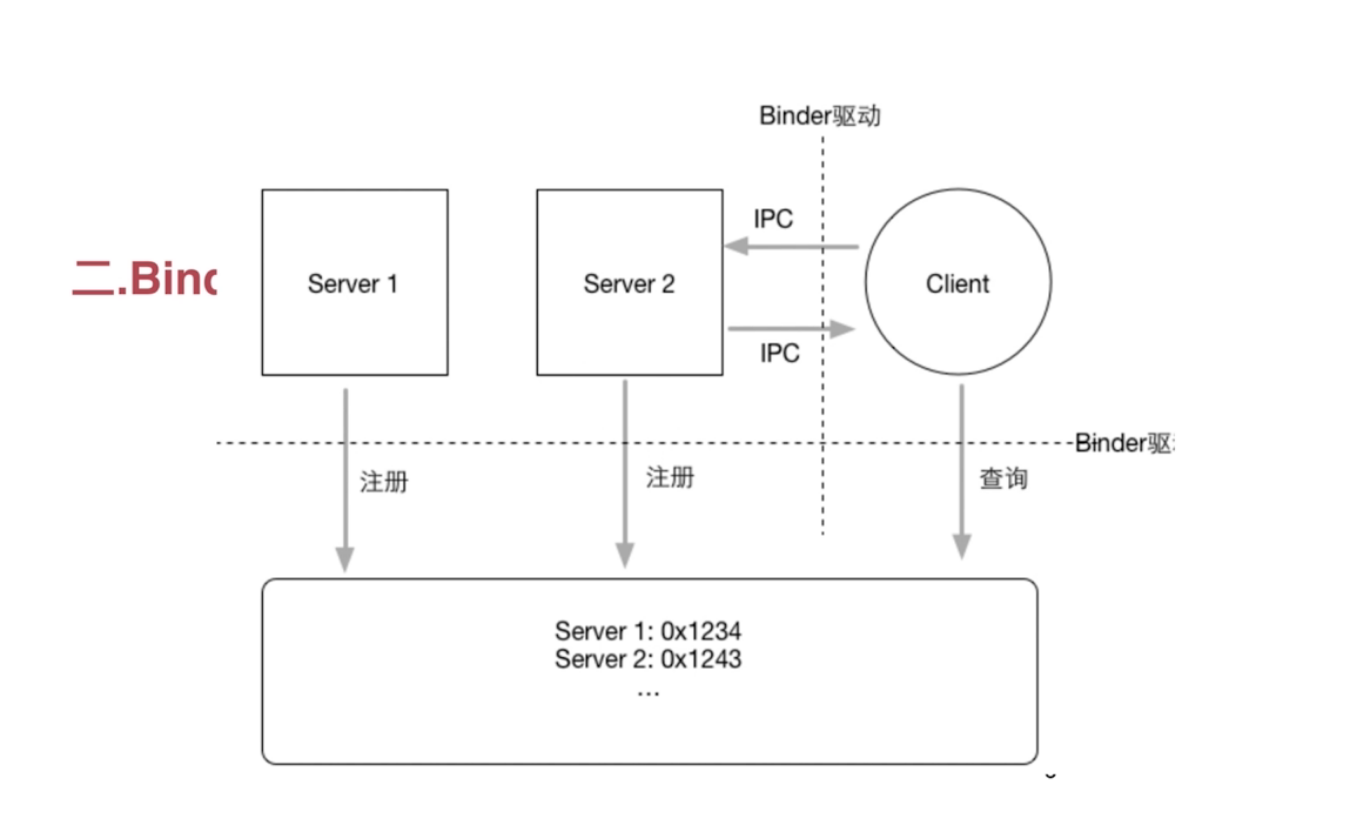 Binder驱动
IPC
二.Bin
Server 1
Server 2
Client
IPC
Binder驱
注册
注册
查询
Server 1: 0x1234
Server 2: 0x1243
...